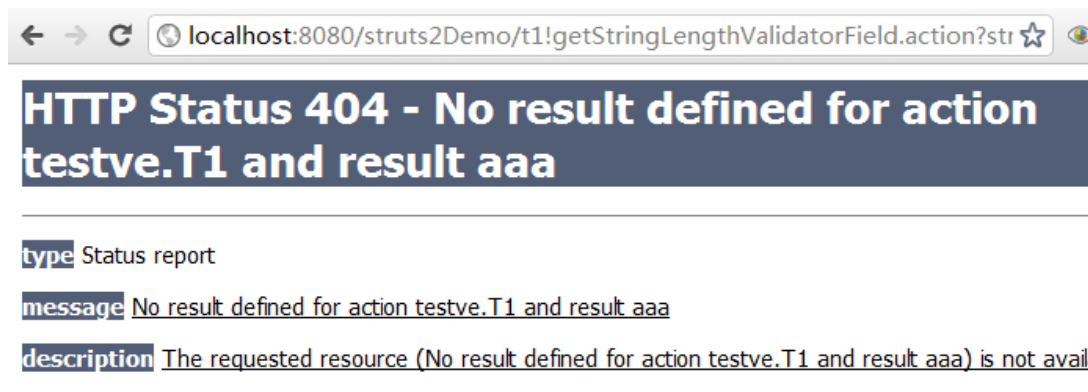 localhost:8080/struts2Demo/t1!getStringLengthValidatorField.action?str
HTTP Status 404 - No result defined for action
testve.T1 and result aaa
type Status report
message No result defined for action testve.T1 and result aaa
description The requested resource (No result defined for action testve.T1 and result aaa) is not avail